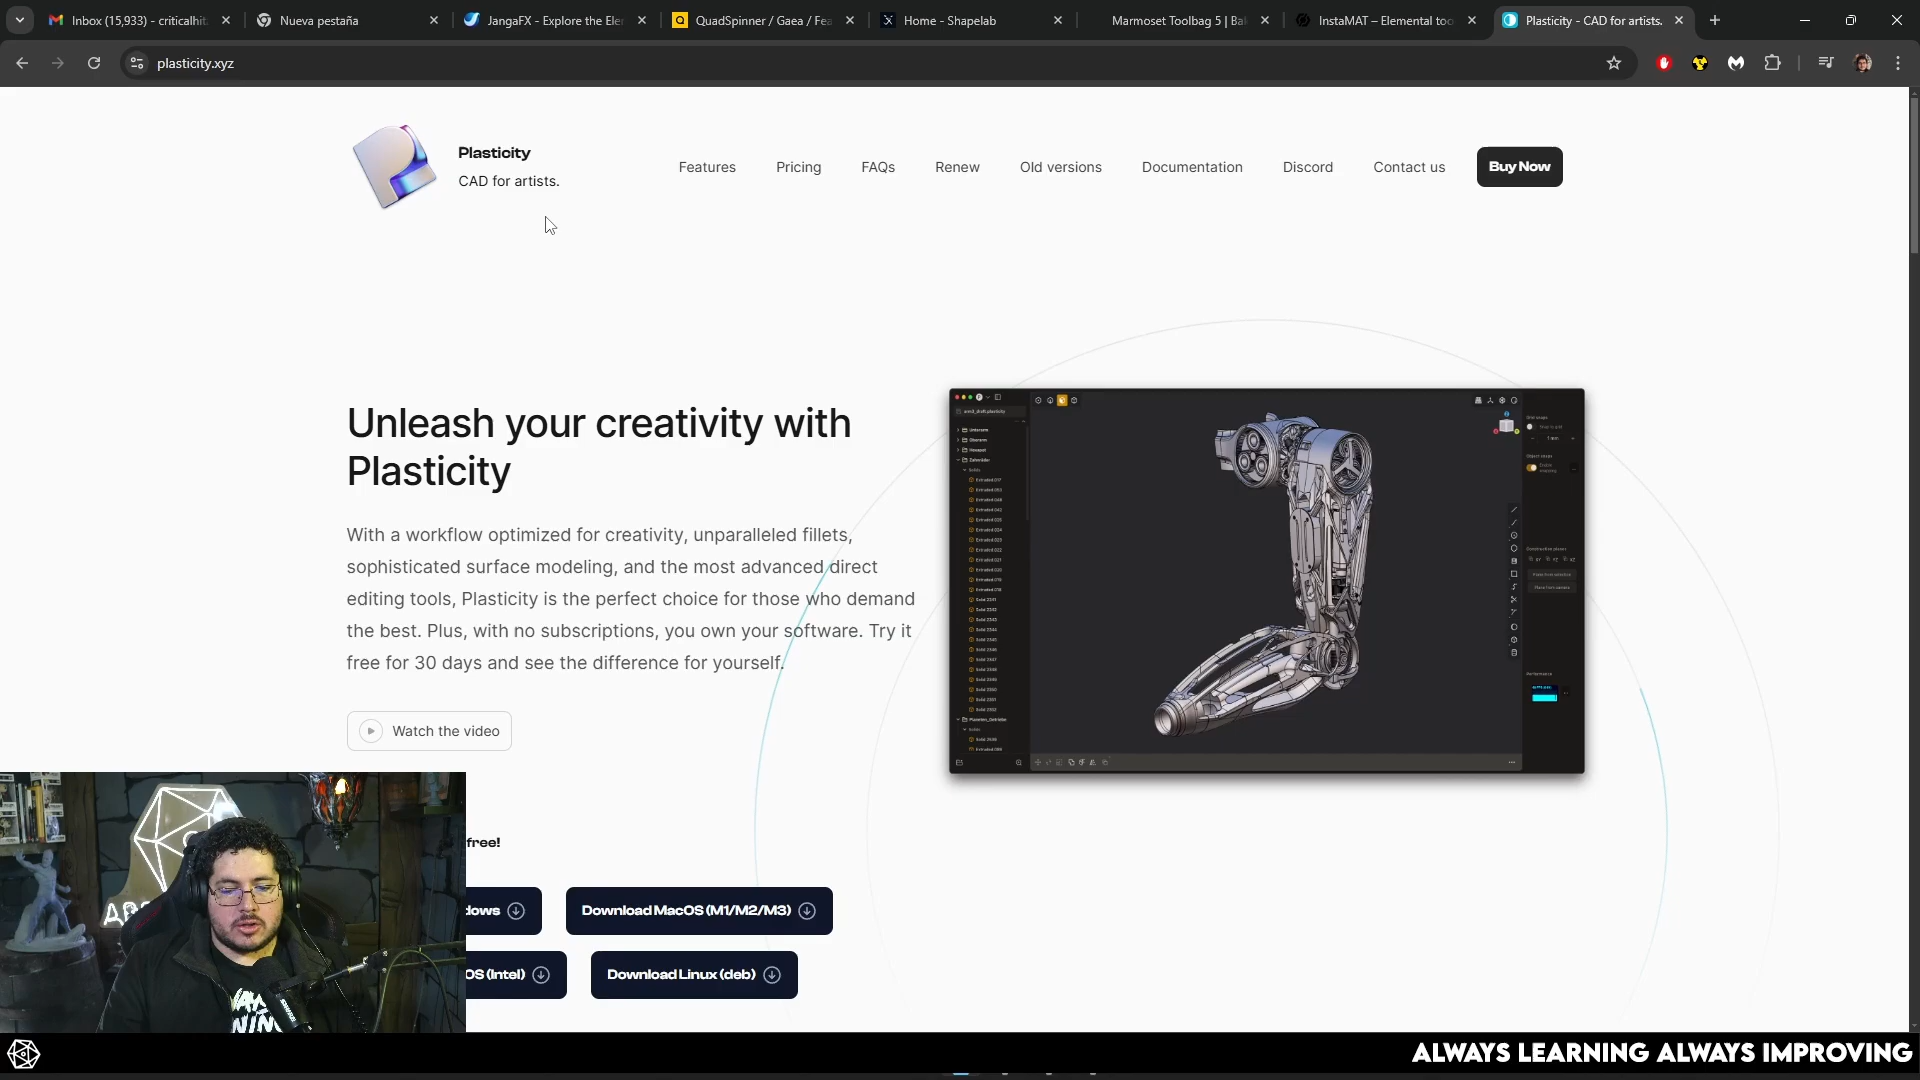 Inbox (15,933) - criticalhit
Nueva pestaña
JangaFX - Explore the Eler
QuadSpinner / Gaea / Fea
Home - Shapelab
Marmoset Toolbag 5 | Bak
InstaMAT – Elemental too
Plasticity - CAD for artists.
plasticity.xyz
Plasticity
CAD for artists.
Features
Pricing
FAQs
Renew
Old versions
Documentation
Discord
Contact us
Buy Now
Unleash your creativity with
Plasticity
With a workflow optimized for creativity, unparalleled fillets,
sophisticated surface modeling, and the most advanced direct
editing tools, Plasticity is the perfect choice for those who demand
the best. Plus, with no subscriptions, you own your software. Try it
free for 30 days and see the difference for yourself.
Watch the video
free!
dows
Download MacOS (M1/M2/M3)
OS (Intel)
Download Linux (deb)
ALWAYS LEARNING ALWAYS IMPROVING